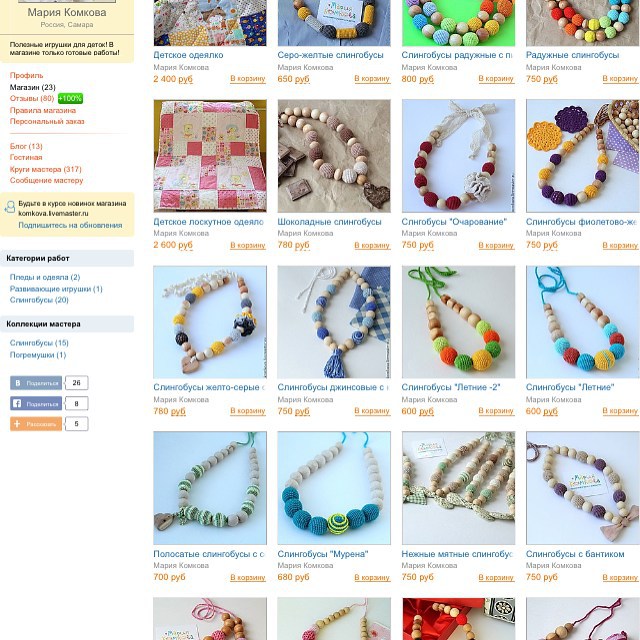 Мария Комкова
Россия, Самара
Полезные игрушки для деток! В
магазине только готовые работы!
Профиль
Магазин (23)
Отзывы (80) +100%
Правила магазина
Персональный заказ
Блог (13)
Гостиная
Круги мастера (317)
Сообщение мастеру
Будьте в курсе новинок магазина
komkova.livemaster.ru
Подпишитесь на обновления
Категории работ
Пледы и одеяла (2)
Развивающие игрушки (1)
Слингобусы (20)
Коллекции мастера
Слингобусы (15)
Погремушки (1)
Поделиться 26
Поделиться 8
Рассказать 5
Детское одеялко
Мария Комкова
2 400 руб В корзину
Серо-желтые слингобусы
Мария Комкова
650 руб В корзину
Слингобусы радужные с п
Мария Комкова
800 руб В корзину
Радужные слингобусы
Мария Комкова
750 руб В корзину
Детское лоскутное одеяло
Мария Комкова
2 600 руб В корзину
Шоколадные слингобусы
Мария Комкова
780 руб В корзину
Слнгобусы "Очарование"
Мария Комкова
750 руб В корзину
Слингобусы фиолетово-же
Мария Комкова
750 руб В корзину
Слингобусы желто-серые
Мария Комкова
780 руб В корзину
Слингобусы джинсовые с
Мария Комкова
750 руб В корзину
Слингобусы "Летние -2"
Мария Комкова
600 руб В корзину
Слингобусы "Летние"
Мария Комкова
600 руб В корзину
Полосатые слингобусы с с
Мария Комкова
700 руб В корзину
Слингобусы "Мурена"
Мария Комкова
680 руб В корзину
Нежные мятные слингобус
Мария Комкова
750 руб В корзину
Слингобусы с бантиком
Мария Комкова
750 руб В корзину